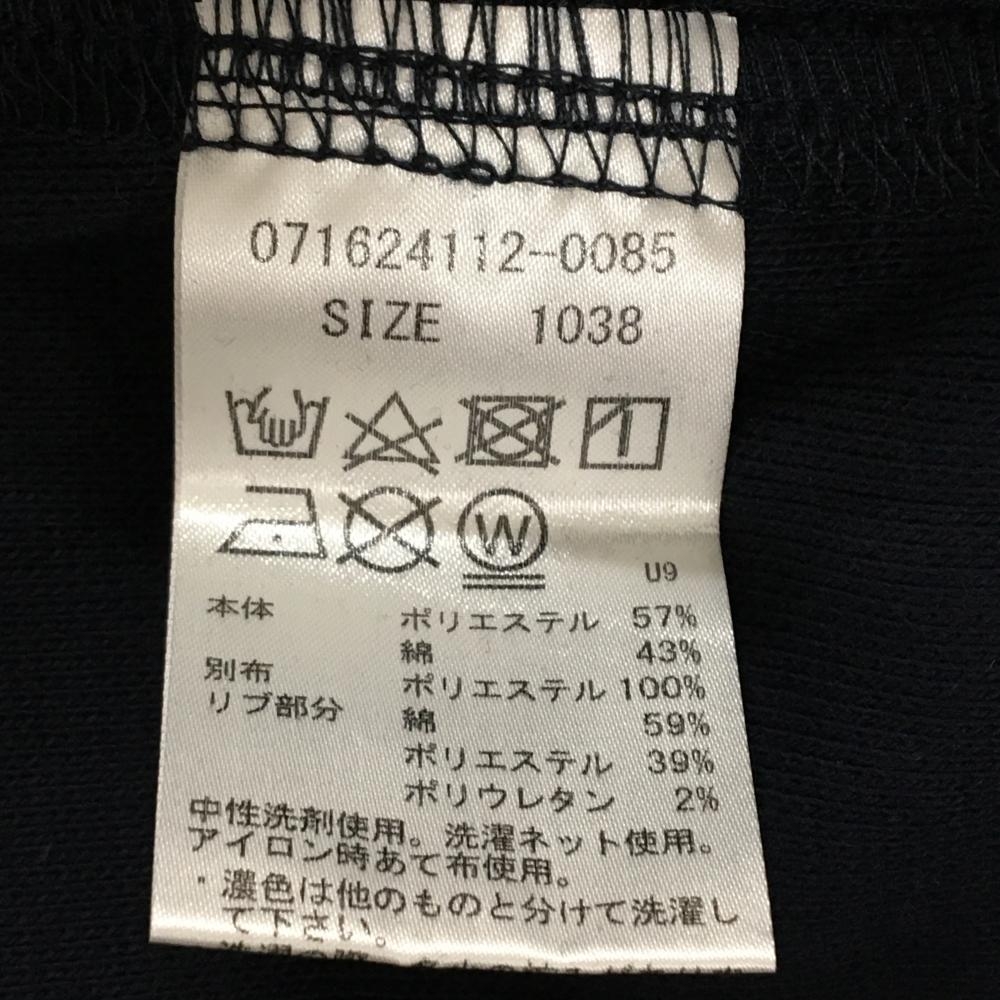 071624112-0085
SIZE 1038
W
U9
本体 ポリエステル 57%
綿 43%
別布 ポリエステル 100%
リブ部分 綿 59%
ポリエステル 39%
ポリウレタン 2%
中性洗剤使用。洗濯ネット使用。
アイロン時あて布使用。
・濃色は他のものと分けて洗濯し
て下さい。